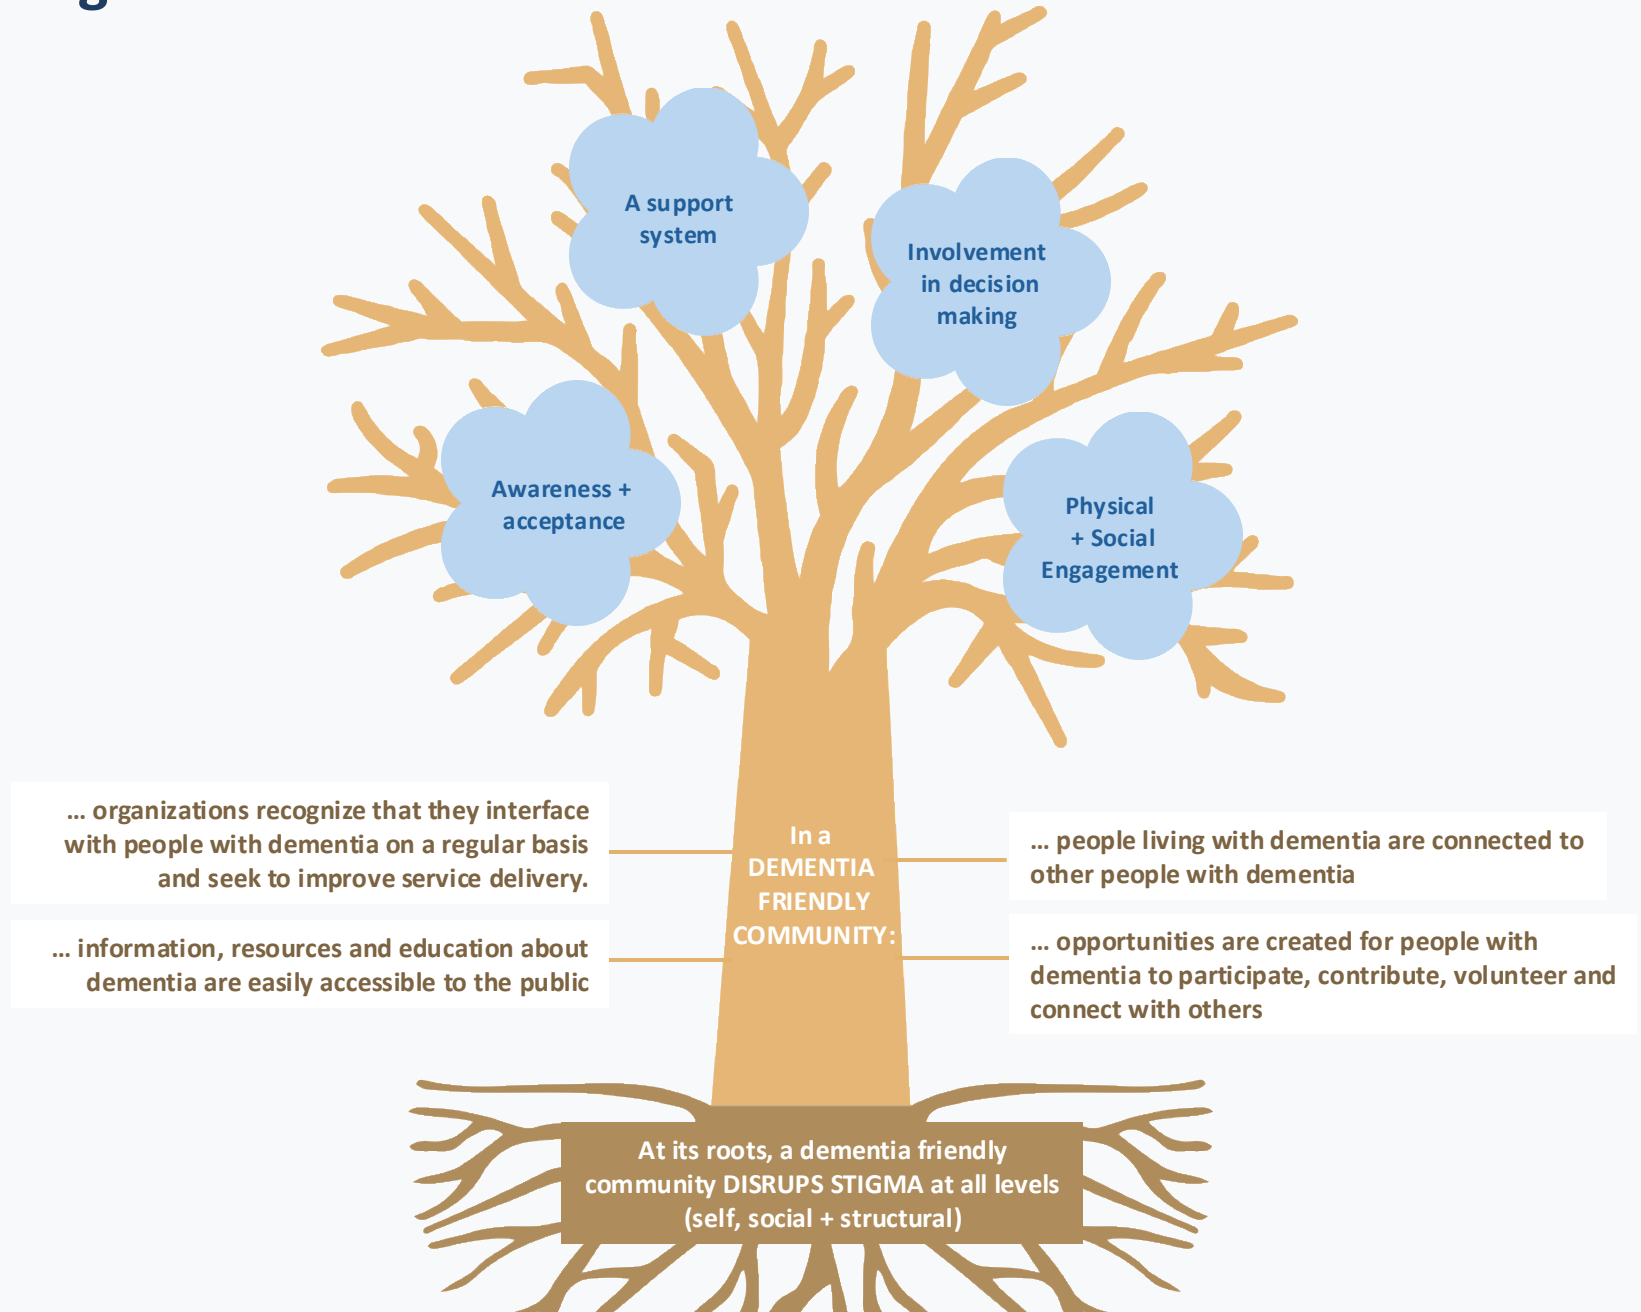 A support
system
Involvement
in decision
making
Awareness +
acceptance
Physical
+ Social
Engagement
... organizations recognize that they interface
with people with dementia on a regular basis
and seek to improve service delivery.
... information, resources and education about
dementia are easily accessible to the public
In a
DEMENTIA
FRIENDLY
COMMUNITY:
... people living with dementia are connected to
other people with dementia
... opportunities are created for people with
dementia to participate, contribute, volunteer and
connect with others
At its roots, a dementia friendly
community DISRUPS STIGMA at all levels
(self, social + structural)